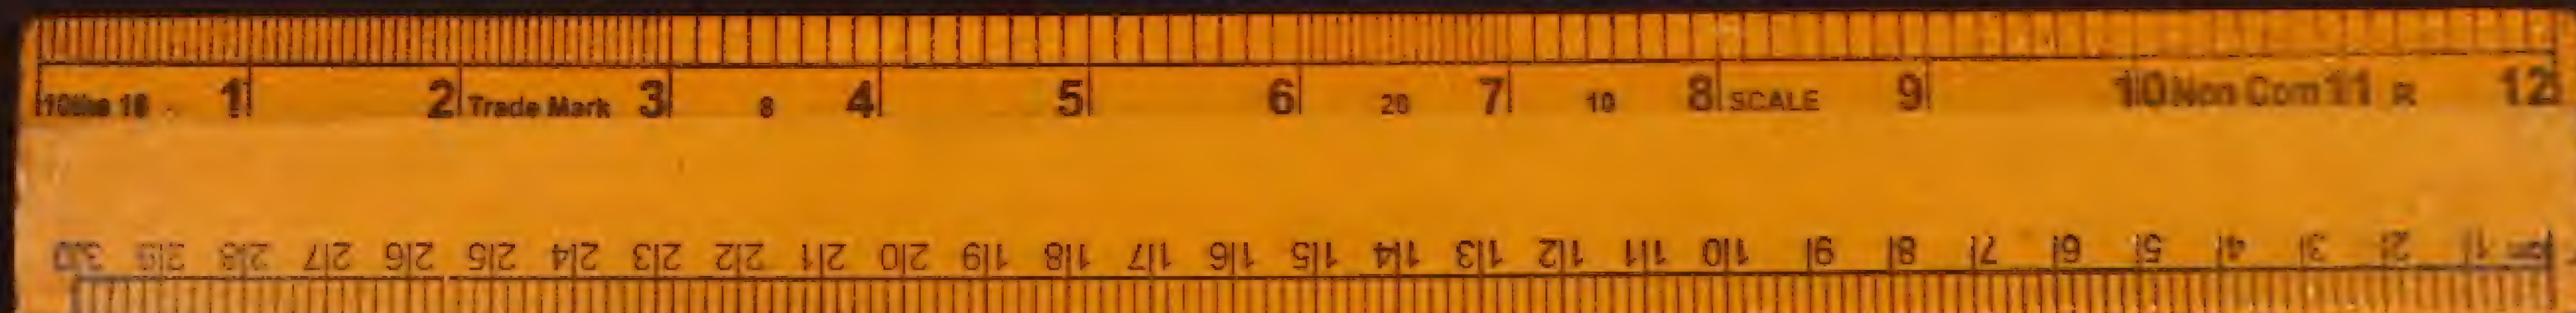 10ths 16 1 2 Trade Mark 3 8 4 5 6 20 7 10 8 SCALE 9 10 Non Com 11 R 12
cm 1 2 3 4 5 6 7 8 9 10 11 12 13 14 15 16 17 18 19 20 21 22 23 24 25 26 27 28 29 30